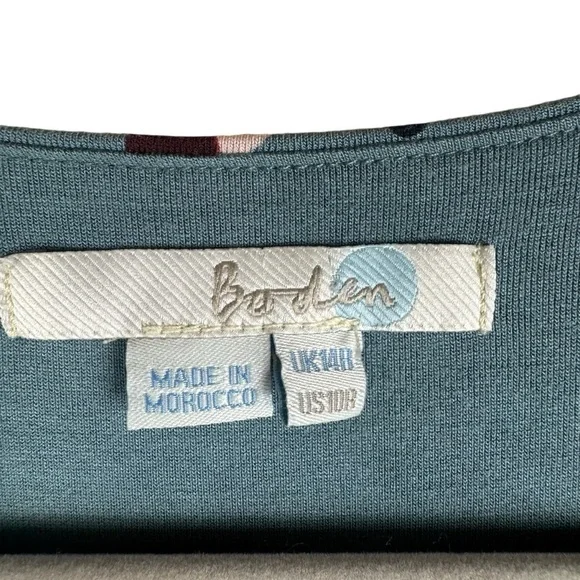 Boden
MADE IN
MOROCCO
UK14R
US10R